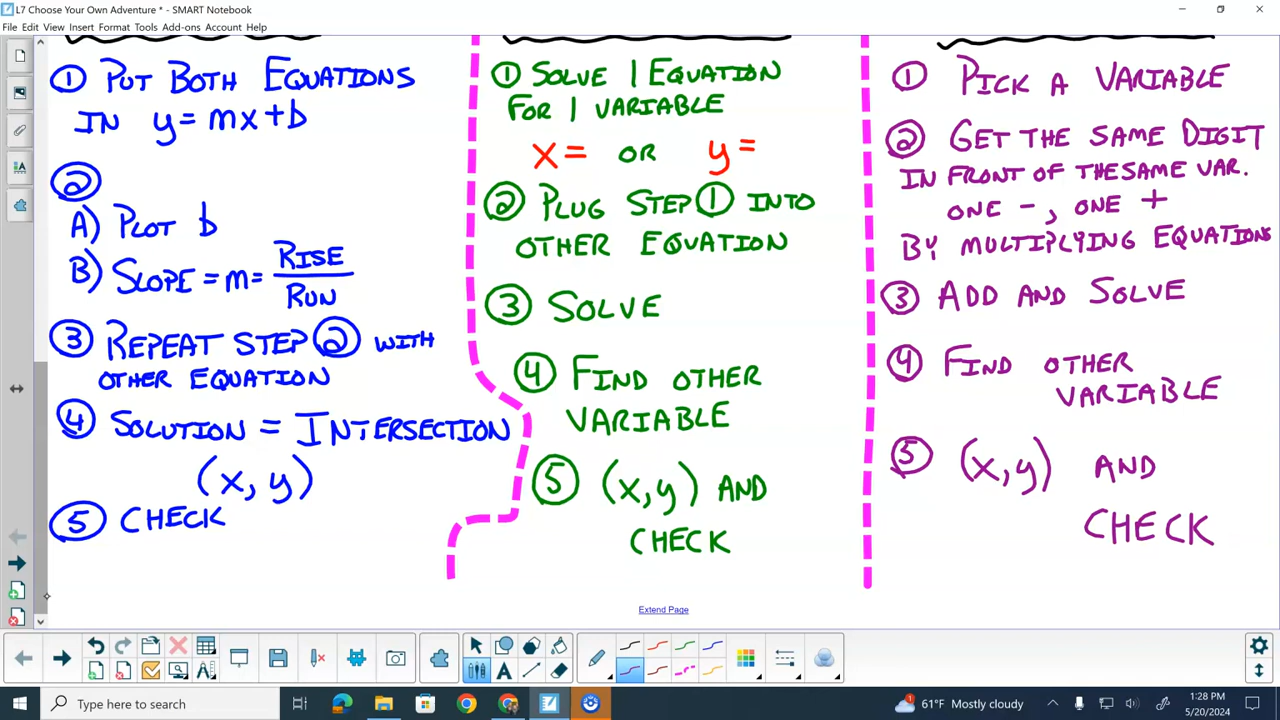 L7 Choose Your Own Adventure * - SMART Notebook
File Edit View Insert Format Tools Add-ons Account Help
① PUT BOTH EQUATIONS
IN y = mx + b
②
A) PLOT b
B) SLOPE = m = RISE
RUN
③ REPEAT STEP ② WITH
OTHER EQUATION
④ SOLUTION = INTERSECTION
(x, y)
⑤ CHECK
① SOLVE 1 EQUATION
FOR 1 VARIABLE
x = OR y =
② PLUG STEP ① INTO
OTHER EQUATION
③ SOLVE
④ FIND OTHER
VARIABLE
⑤ (x, y) AND
CHECK
① PICK A VARIABLE
② GET THE SAME DIGIT
IN FRONT OF THE SAME VAR.
ONE -, ONE +
BY MULTIPLYING EQUATIONS
③ ADD AND SOLVE
④ FIND OTHER
VARIABLE
⑤ (x, y) AND
CHECK
Extend Page
Type here to search
61°F Mostly cloudy
1:28 PM
5/20/2024